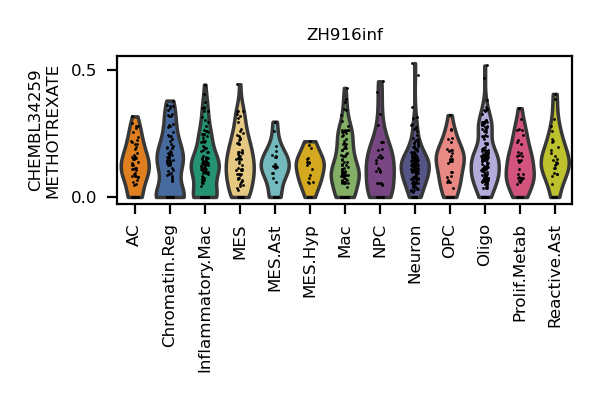 ZH916inf
CHEMBL34259
METHOTREXATE
0.5
0.0
AC
Chromatin.Reg
Inflammatory.Mac
MES
MES.Ast
MES.Hyp
Mac
NPC
Neuron
OPC
Oligo
Prolif.Metab
Reactive.Ast